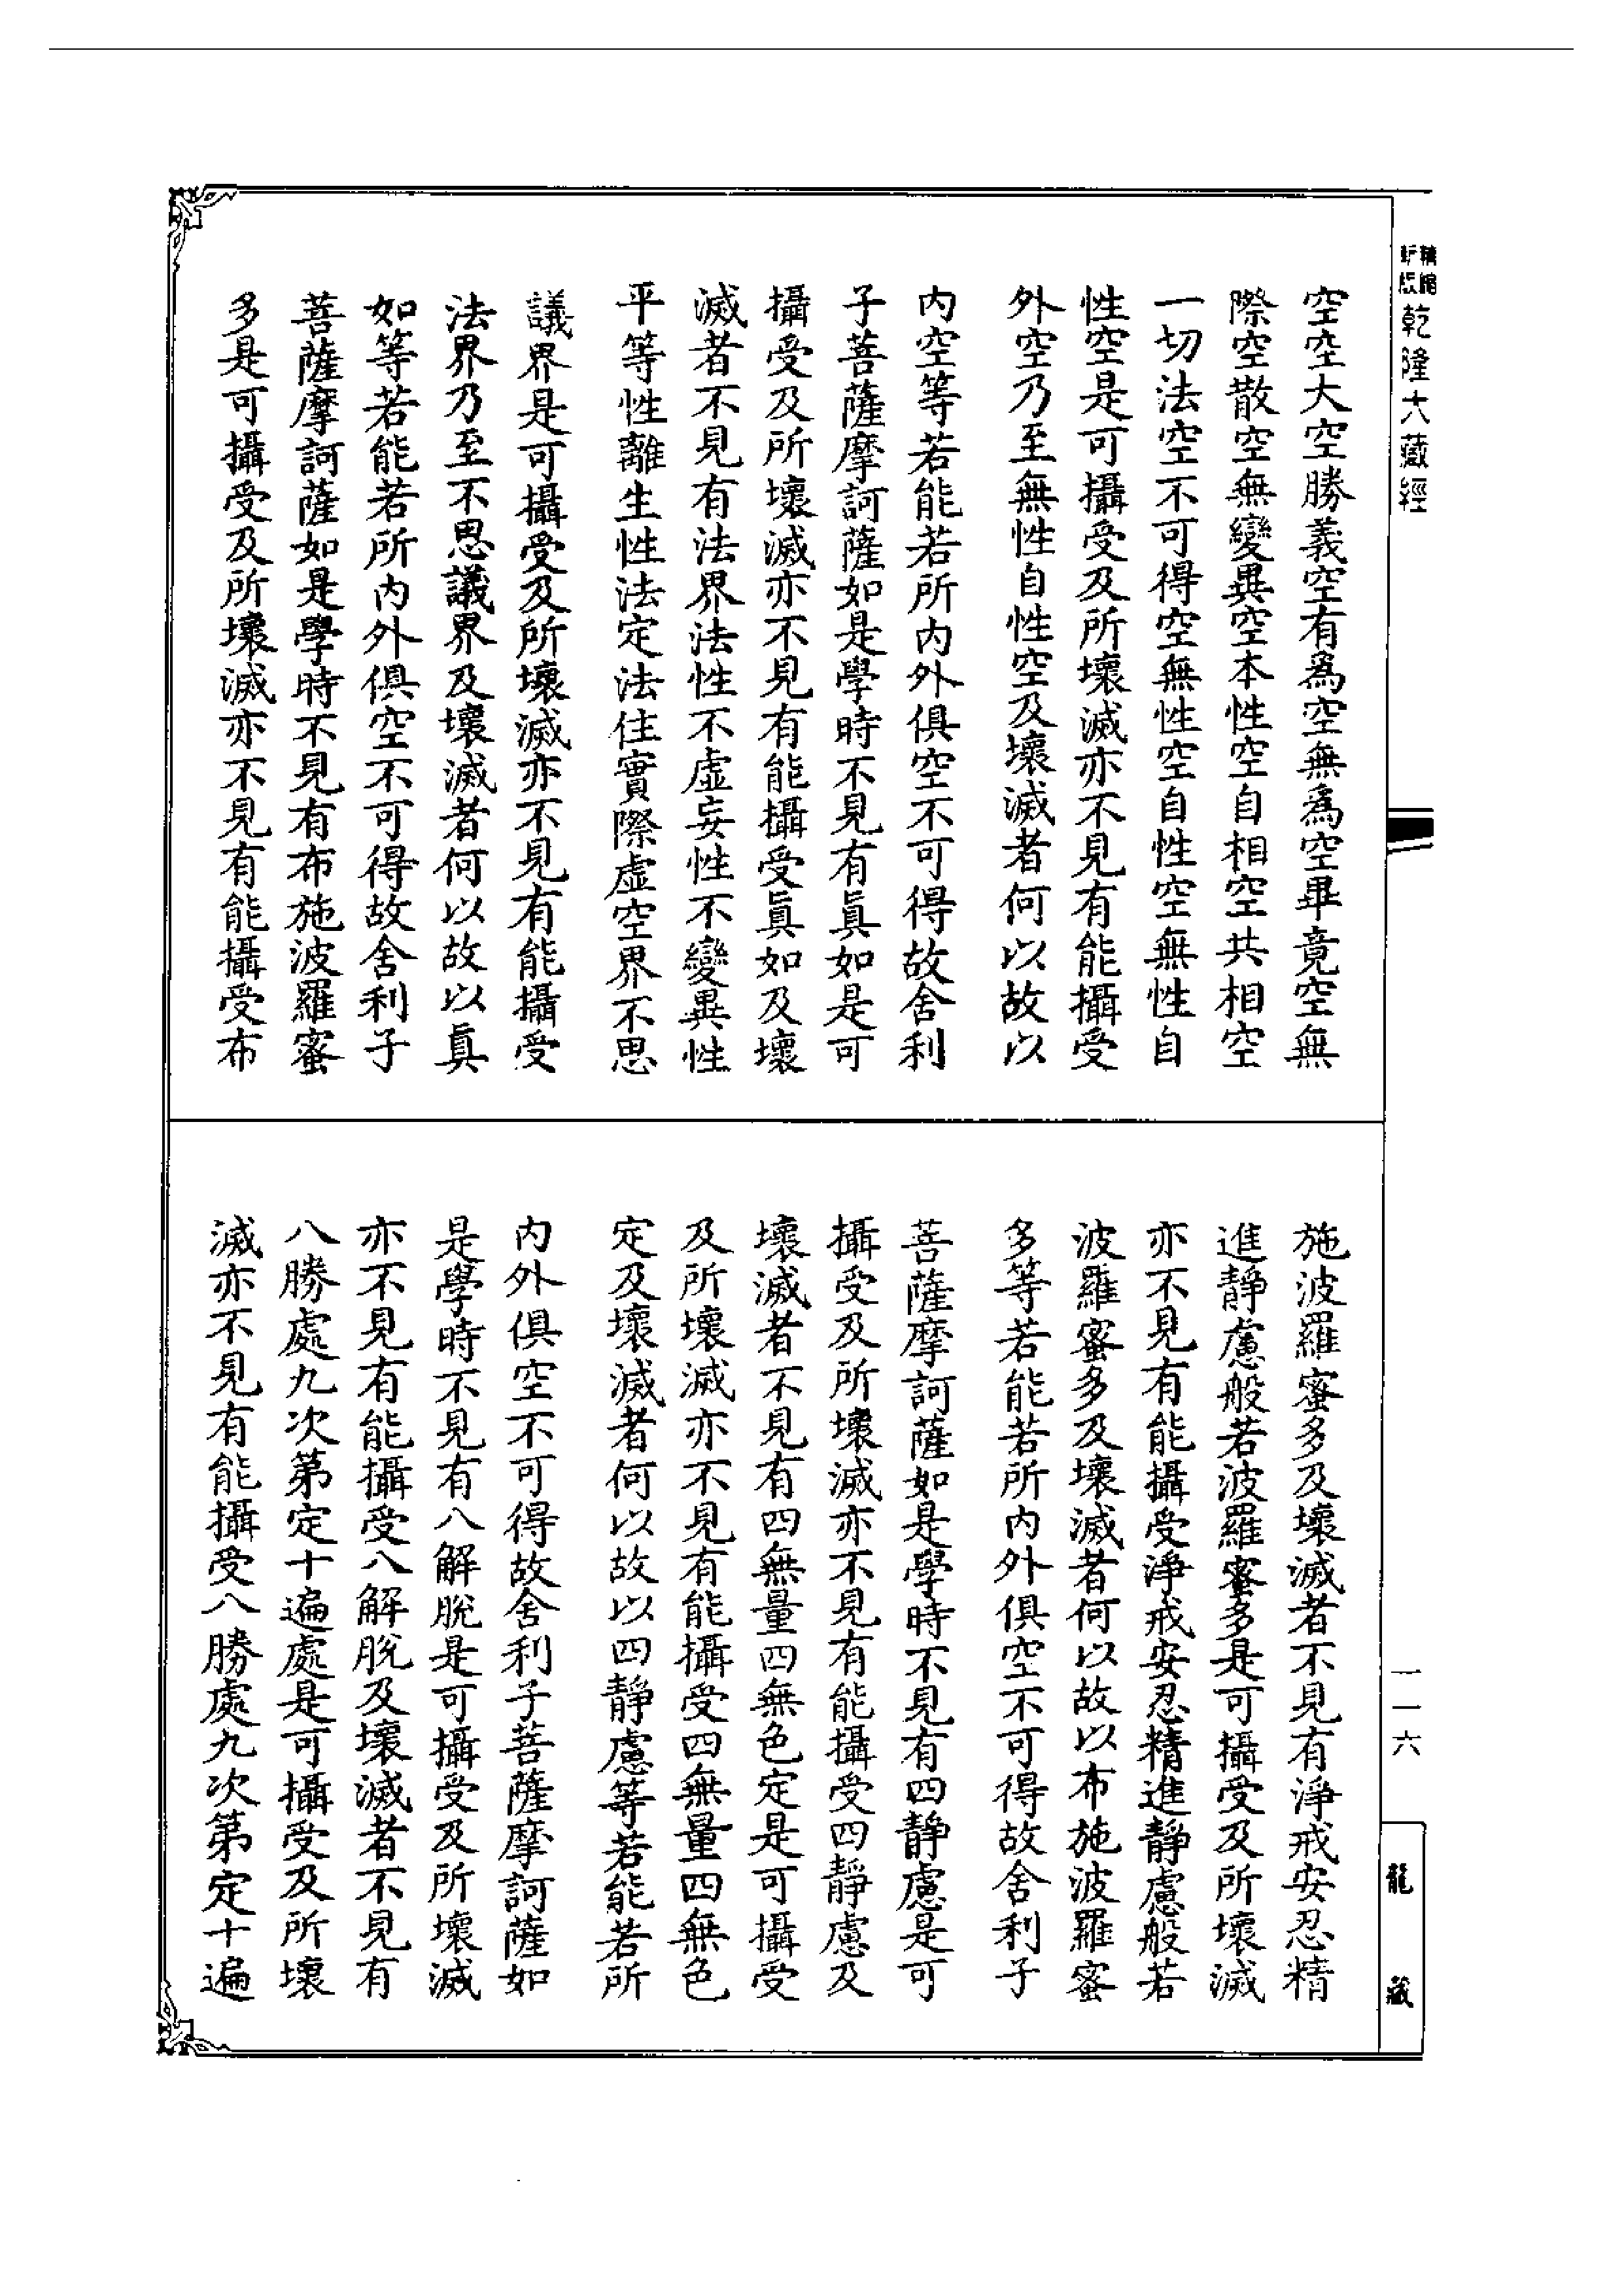 精縮新版乾隆大藏經
空空大空勝義空有爲空無爲空畢竟空無
際空散空無變異空本性空自相空共相空
一切法空不可得空無性空自性空無性自
性空是可攝受及所壞滅亦不見有能攝受
外空乃至無性自性空及壞滅者何以故以
內空等若能若所內外俱空不可得故舍利
子菩薩摩訶薩如是學時不見有眞如是可
攝受及所壞滅亦不見有能攝受眞如及壞
滅者不見有法界法性不虛妄性不變異性
平等性離生性法定法住實際虛空界不思
議界是可攝受及所壞滅亦不見有能攝受
法界乃至不思議界及壞滅者何以故以眞
如等若能若所內外俱空不可得故舍利子
菩薩摩訶薩如是學時不見有布施波羅蜜
多是可攝受及所壞滅亦不見有能攝受布
施波羅蜜多及壞滅者不見有淨戒安忍精
進靜慮般若波羅蜜多是可攝受及所壞滅
亦不見有能攝受淨戒安忍精進靜慮般若
波羅蜜多及壞滅者何以故以布施波羅蜜
多等若能若所內外俱空不可得故舍利子
菩薩摩訶薩如是學時不見有四靜慮是可
攝受及所壞滅亦不見有能攝受四靜慮及
壞滅者不見有四無量四無色定是可攝受
及所壞滅亦不見有能攝受四無量四無色
定及壞滅者何以故以四靜慮等若能若所
內外俱空不可得故舍利子菩薩摩訶薩如
是學時不見有八解脫是可攝受及所壞滅
亦不見有能攝受八解脫及壞滅者不見有
八勝處九次第定十遍處是可攝受及所壞
滅亦不見有能攝受八勝處九次第定十遍
一一六
龍藏